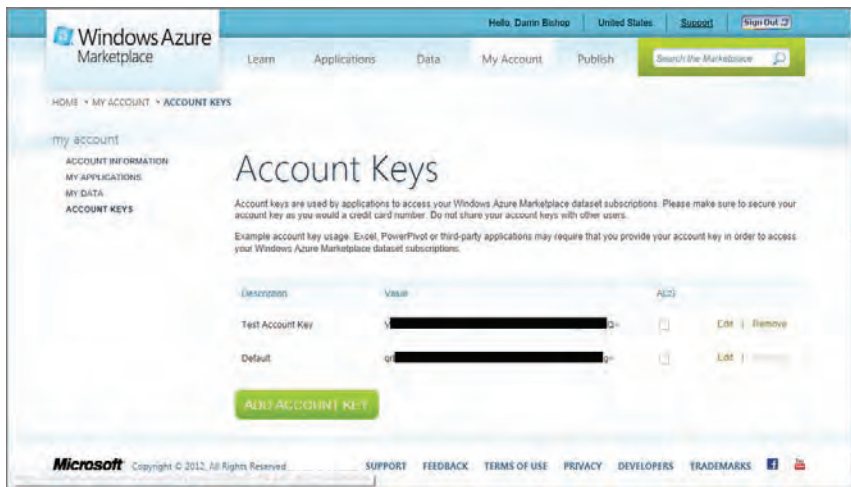 Hello, Darrin Bishop United States Support Sign Out
Windows Azure
Marketplace
Learn Applications Data My Account Publish Search the Marketplace
HOME MY ACCOUNT ACCOUNT KEYS
my account
ACCOUNT INFORMATION
MY APPLICATIONS
MY DATA
ACCOUNT KEYS
Account Keys
Account keys are used by applications to access your Windows Azure Marketplace dataset subscriptions. Please make sure to secure your
account key as you would a credit card number. Do not share your account keys with other users.
Example account key usage. Excel, PowerPivot or third-party applications may require that you provide your account key in order to access
your Windows Azure Marketplace dataset subscriptions.
Description Value
Test Account Key Edit | Remove
Default Edit |
ADD ACCOUNT KEY
Microsoft Copyright © 2012, All Rights Reserved SUPPORT FEEDBACK TERMS OF USE PRIVACY DEVELOPERS TRADEMARKS